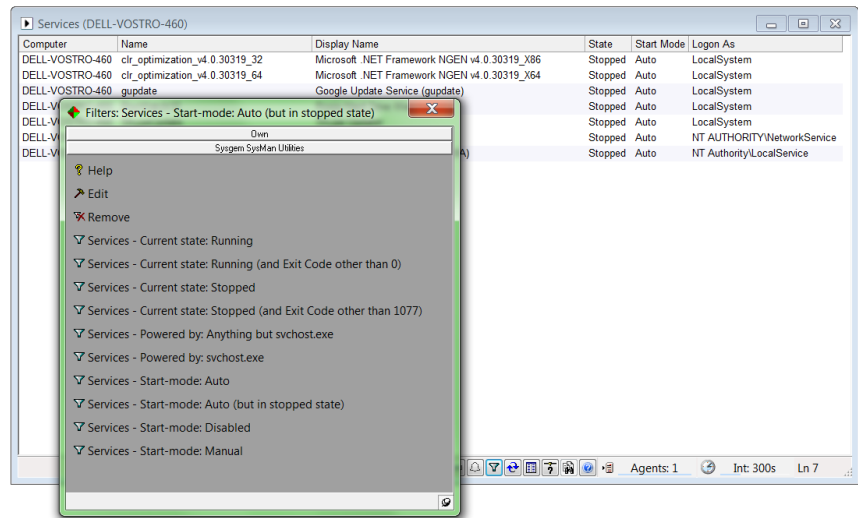 Services (DELL-VOSTRO-460)
Computer Name Display Name State Start Mode Logon As
DELL-VOSTRO-460 clr_optimization_v4.0.30319_32 Microsoft .NET Framework NGEN v4.0.30319_X86 Stopped Auto LocalSystem
DELL-VOSTRO-460 clr_optimization_v4.0.30319_64 Microsoft .NET Framework NGEN v4.0.30319_X64 Stopped Auto LocalSystem
DELL-VOSTRO-460 gupdate Google Update Service (gupdate) Stopped Auto LocalSystem
DELL-V Stopped Auto LocalSystem
DELL-VOSTRO-460 Stopped Auto LocalSystem
DELL-V Stopped Auto NT AUTHORITY\NetworkService
DELL-V A) Stopped Auto NT Authority\LocalService
Filters: Services - Start-mode: Auto (but in stopped state)
Own
Sysgem SysMan Utilities
Help
Edit
Remove
Services - Current state: Running
Services - Current state: Running (and Exit Code other than 0)
Services - Current state: Stopped
Services - Current state: Stopped (and Exit Code other than 1077)
Services - Powered by: Anything but svchost.exe
Services - Powered by: svchost.exe
Services - Start-mode: Auto
Services - Start-mode: Auto (but in stopped state)
Services - Start-mode: Disabled
Services - Start-mode: Manual
Agents: 1 Int: 300s Ln 7